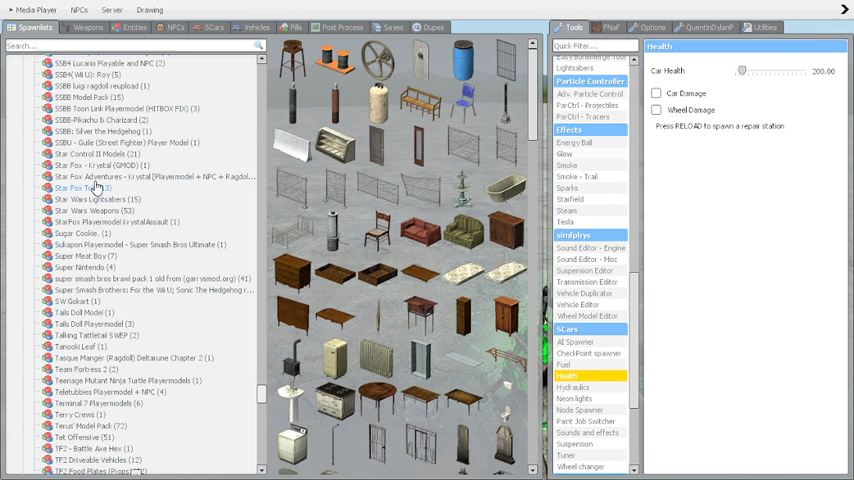 Media Player NPCs Server Drawing
Spawnlists Weapons Entities NPCs SCars Vehicles Pills Post Process Saves Dupes
Tools FNaF Options QuentinDylanP Utilities
Search...
SSB4 Lucario Playable and NPC (2)
SSB4(Wii U): Roy (5)
SSB luigi ragdoll reupload (1)
SSBB Model Pack (15)
SSBB Toon Link Playermodel (HITBOX FIX) (3)
SSBB-Pikachu & Charizard (2)
SSBB: Silver the Hedgehog (1)
SSBU - Guile (Street Fighter) Player Model (1)
Star Control II Models (21)
Star Fox - Krystal (GMOD) (1)
Star Fox Adventures - Krystal [Playermodel + NPC + Ragdol...
Star Fox
Star Wars Lightsabers (15)
Star Wars Weapons (53)
StarFox Playermodel KrystalAssault (1)
Sugar Cookie. (1)
Sukapon Playermodel - Super Smash Bros Ultimate (1)
Super Meat Boy (7)
Super Nintendo (4)
super smash bros brawl pack 1 old from (garrysmod.org) (41)
Super Smash Brothers: For the Wii U; Sonic The Hedgehog r...
SW Gokart (1)
Tails Doll Model (1)
Tails Doll Playermodel (3)
Talking Tattletail SWEP (2)
Tanooki Leaf (1)
Tasque Manger (Ragdoll) Deltarune Chapter 2 (1)
Team Fortress 2 (2)
Teenage Mutant Ninja Turtle Playermodels (1)
Teletubbies Playermodel + NPC (4)
Terminal 7 Playermodels (6)
Terry Crews (1)
Terus' Model Pack (72)
Tet Offensive (51)
TF2 - Battle Axe Hex (1)
TF2 Driveable Vehicles (12)
TF2 Food Plates (Props)
Quick Filter...
Easy Bonemerge Tool
Lightsabers
Particle Controller
Adv. Particle Control
ParCtrl - Projectiles
ParCtrl - Tracers
Effects
Energy Ball
Glow
Smoke
Smoke - Trail
Sparks
Starfield
Steam
Tesla
simfphys
Sound Editor - Engine
Sound Editor - Misc
Suspension Editor
Transmission Editor
Vehicle Duplicator
Vehicle Editor
Wheel Model Editor
SCars
AI Spawner
CheckPoint spawner
Fuel
Health
Hydraulics
Neon lights
Node Spawner
Paint Job Switcher
Sounds and effects
Suspension
Tuner
Wheel changer
Health
Car Health 200.00
Car Damage
Wheel Damage
Press RELOAD to spawn a repair station